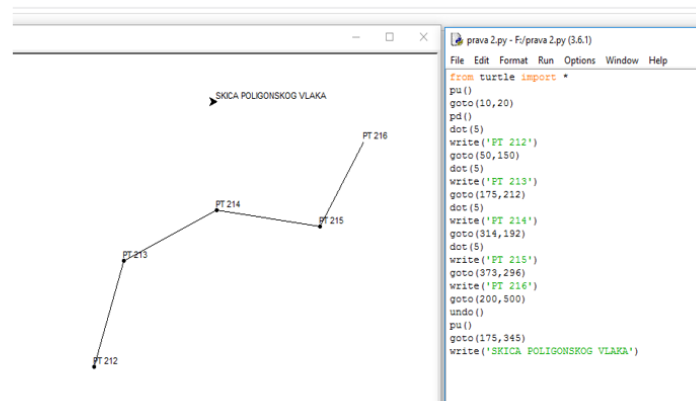 SKICA POLIGONSKOG VLAKA
PT 216
PT 214
PT 215
PT 213
PT 212
prava 2.py - F:/prava 2.py (3.6.1)
File Edit Format Run Options Window Help
from turtle import *
pu()
goto(10,20)
pd()
dot(5)
write('PT 212')
goto(50,150)
dot(5)
write('PT 213')
goto(175,212)
dot(5)
write('PT 214')
goto(314,192)
dot(5)
write('PT 215')
goto(373,296)
write('PT 216')
goto(200,500)
undo()
pu()
goto(175,345)
write('SKICA POLIGONSKOG VLAKA')